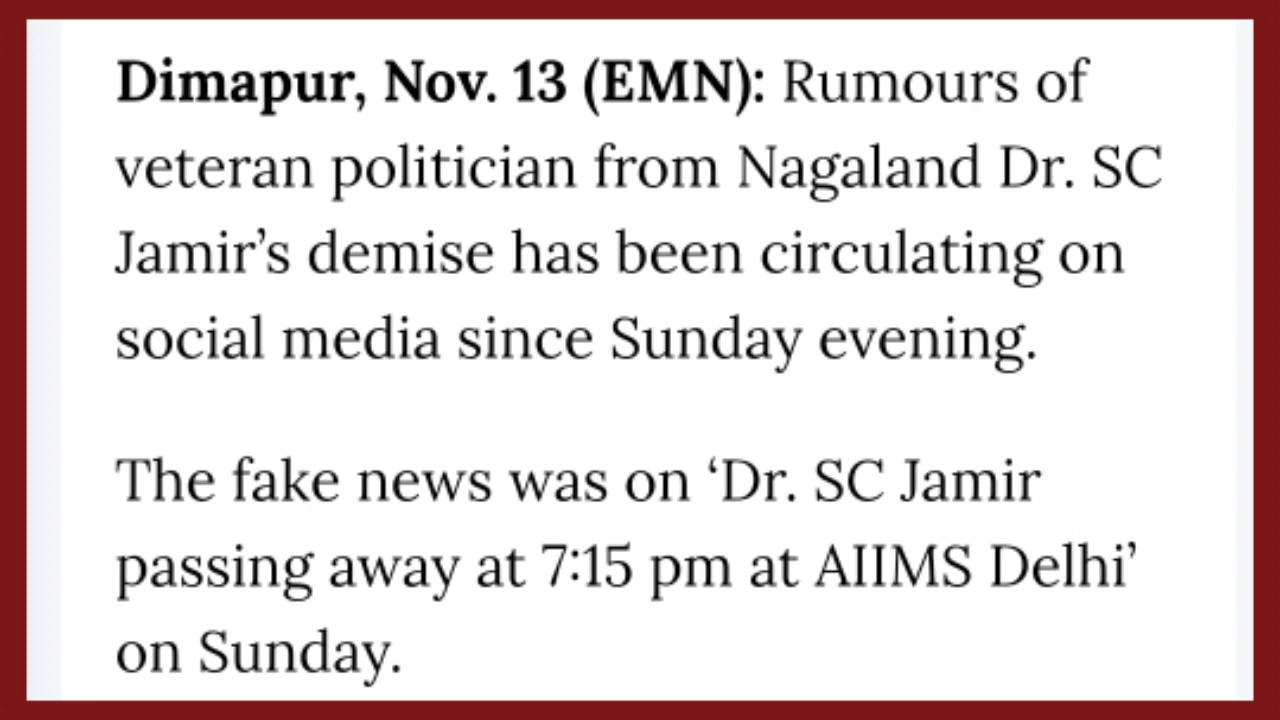 Dimapur, Nov. 13 (EMN): Rumours of
veteran politician from Nagaland Dr. SC
Jamir’s demise has been circulating on
social media since Sunday evening.
The fake news was on ‘Dr. SC Jamir
passing away at 7:15 pm at AIIMS Delhi’
on Sunday.